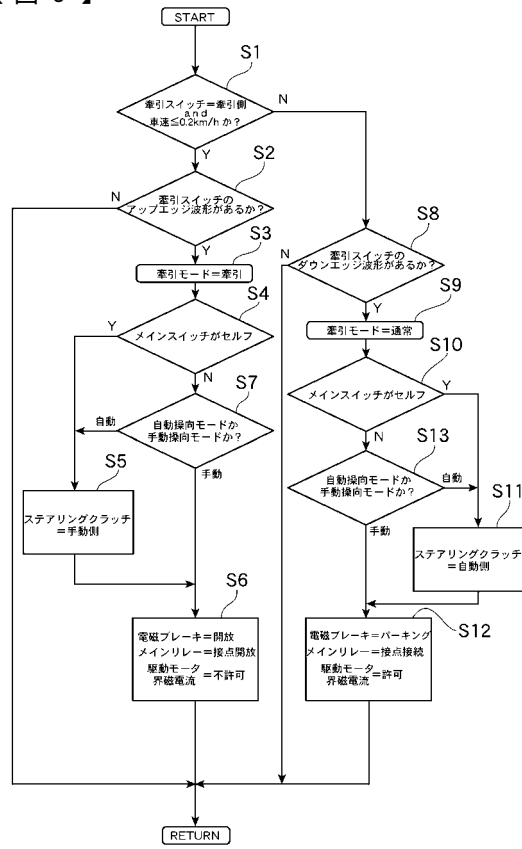 START
S1
牽引スイッチ＝牽引側
and
車速≦0.2km/hか？
N
Y
S2
牽引スイッチの
アップエッジ波形があるか？
N
Y
S3
牽引モード＝牽引
S4
メインスイッチがセルフ
Y
N
S7
自動操向モードか
手動操向モードか？
自動
手動
S5
ステアリングクラッチ
＝手動側
S6
電磁ブレーキ＝開放
メインリレー＝接点開放
駆動モータ
界磁電流＝不許可
S8
牽引スイッチの
ダウンエッジ波形があるか？
N
Y
S9
牽引モード＝通常
S10
メインスイッチがセルフ
Y
N
S13
自動操向モードか
手動操向モードか？
自動
手動
S11
ステアリングクラッチ
＝自動側
S12
電磁ブレーキ＝パーキング
メインリレー＝接点接続
駆動モータ
界磁電流＝許可
RETURN